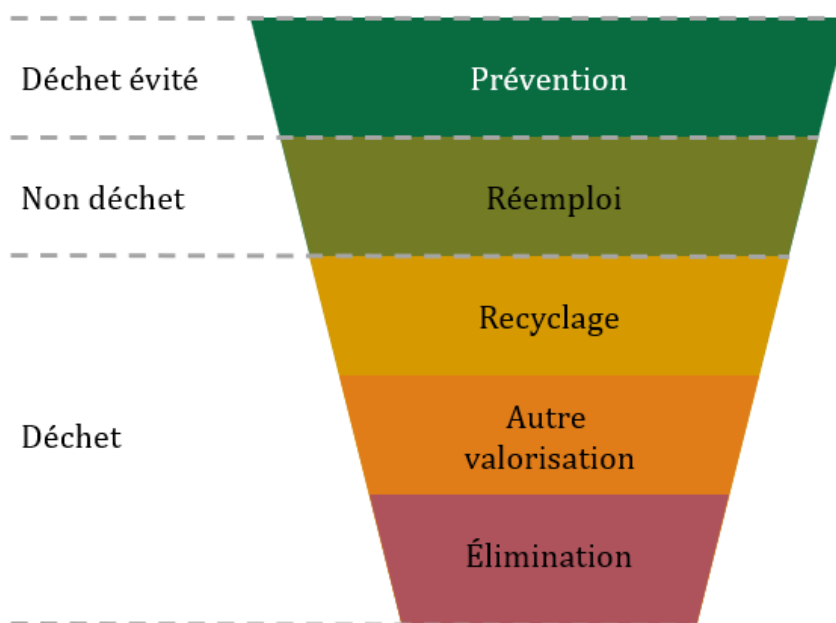 Déchet évité
Prévention
Non déchet
Réemploi
Recyclage
Déchet
Autre
valorisation
Élimination